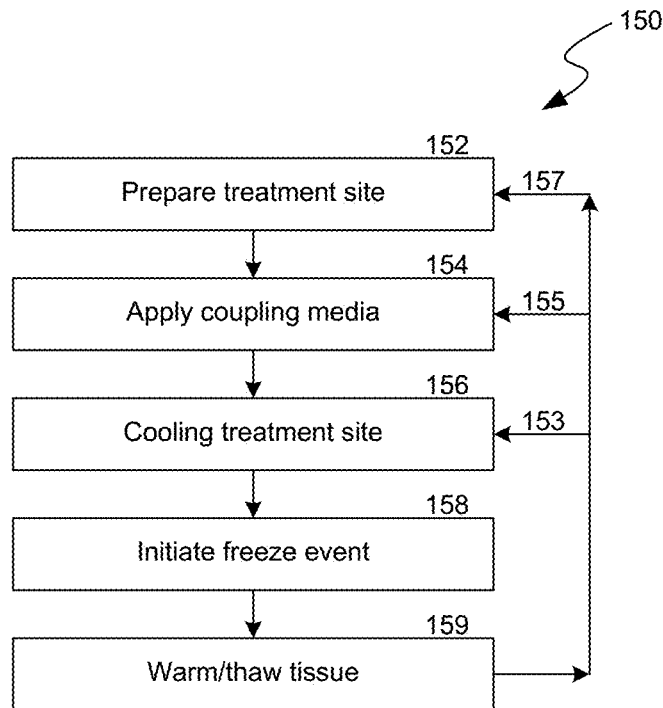 150
152
Prepare treatment site
157
154
Apply coupling media
155
156
Cooling treatment site
153
158
Initiate freeze event
159
Warm/thaw tissue